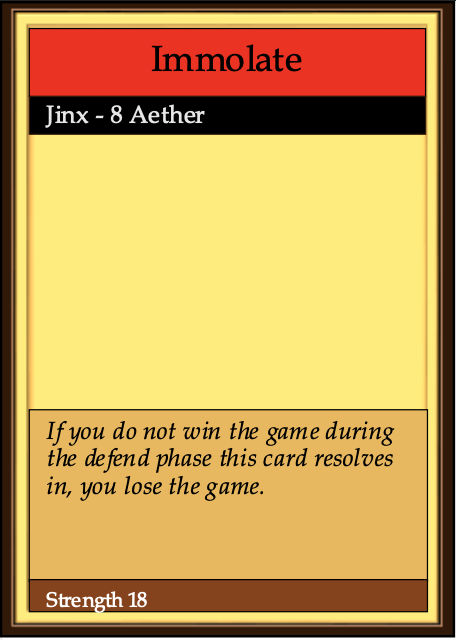 Immolate
Jinx - 8 Aether
If you do not win the game during
the defend phase this card resolves
in, you lose the game.
Strength 18